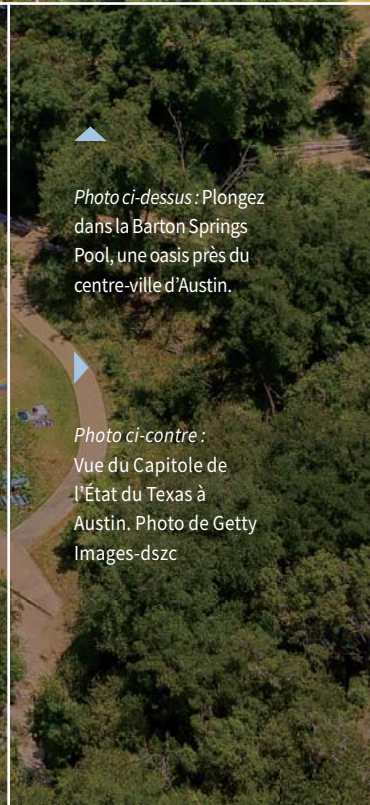 Photo ci-dessus : Plongez
dans la Barton Springs
Pool, une oasis près du
centre-ville d’Austin.
Photo ci-contre :
Vue du Capitole de
l’État du Texas à
Austin. Photo de Getty
Images-dszc